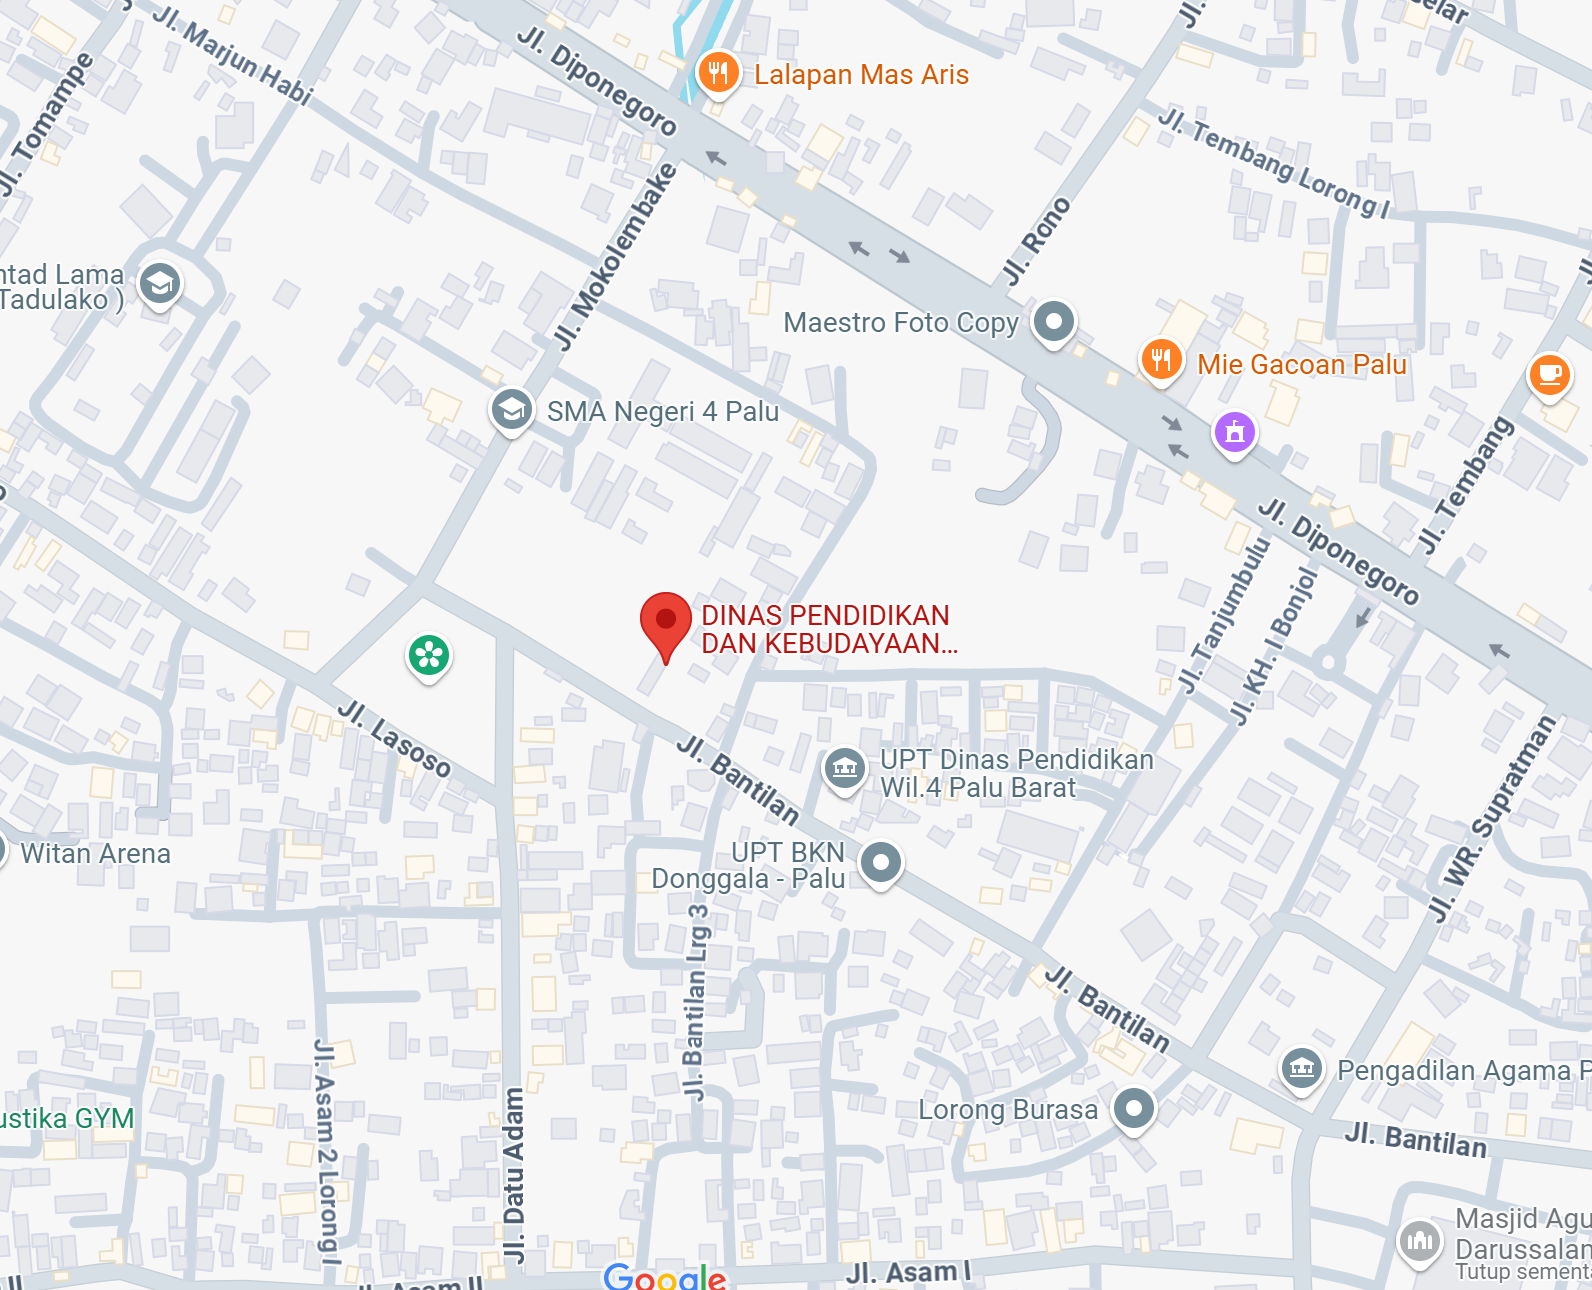 Jl. Marjun Habi
Jl. Diponegoro
Lalapan Mas Aris
Jl. Tomampe
Jl. Tembang Lorong I
Jl. Mokolembake
Jl. Rono
ntad Lama
Tadulako )
Maestro Foto Copy
Mie Gacoan Palu
SMA Negeri 4 Palu
Jl. Tembang
Jl. Diponegoro
Jl. Tanjumbulu
Jl. KH. I Bonjol
DINAS PENDIDIKAN
DAN KEBUDAYAAN...
Jl. Lasoso
Jl. Bantilan
UPT Dinas Pendidikan
Wil.4 Palu Barat
Jl. WR. Supratman
Witan Arena
UPT BKN
Donggala - Palu
Jl. Bantilan Lrg 3
Jl. Bantilan
Pengadilan Agama P
Lorong Burasa
ustika GYM
Jl. Asam 2 Lorong I
Jl. Datu Adam
Jl. Bantilan
Masjid Agu
Darussalan
Tutup sement
Jl. Asam II
Google
Jl. Asam I